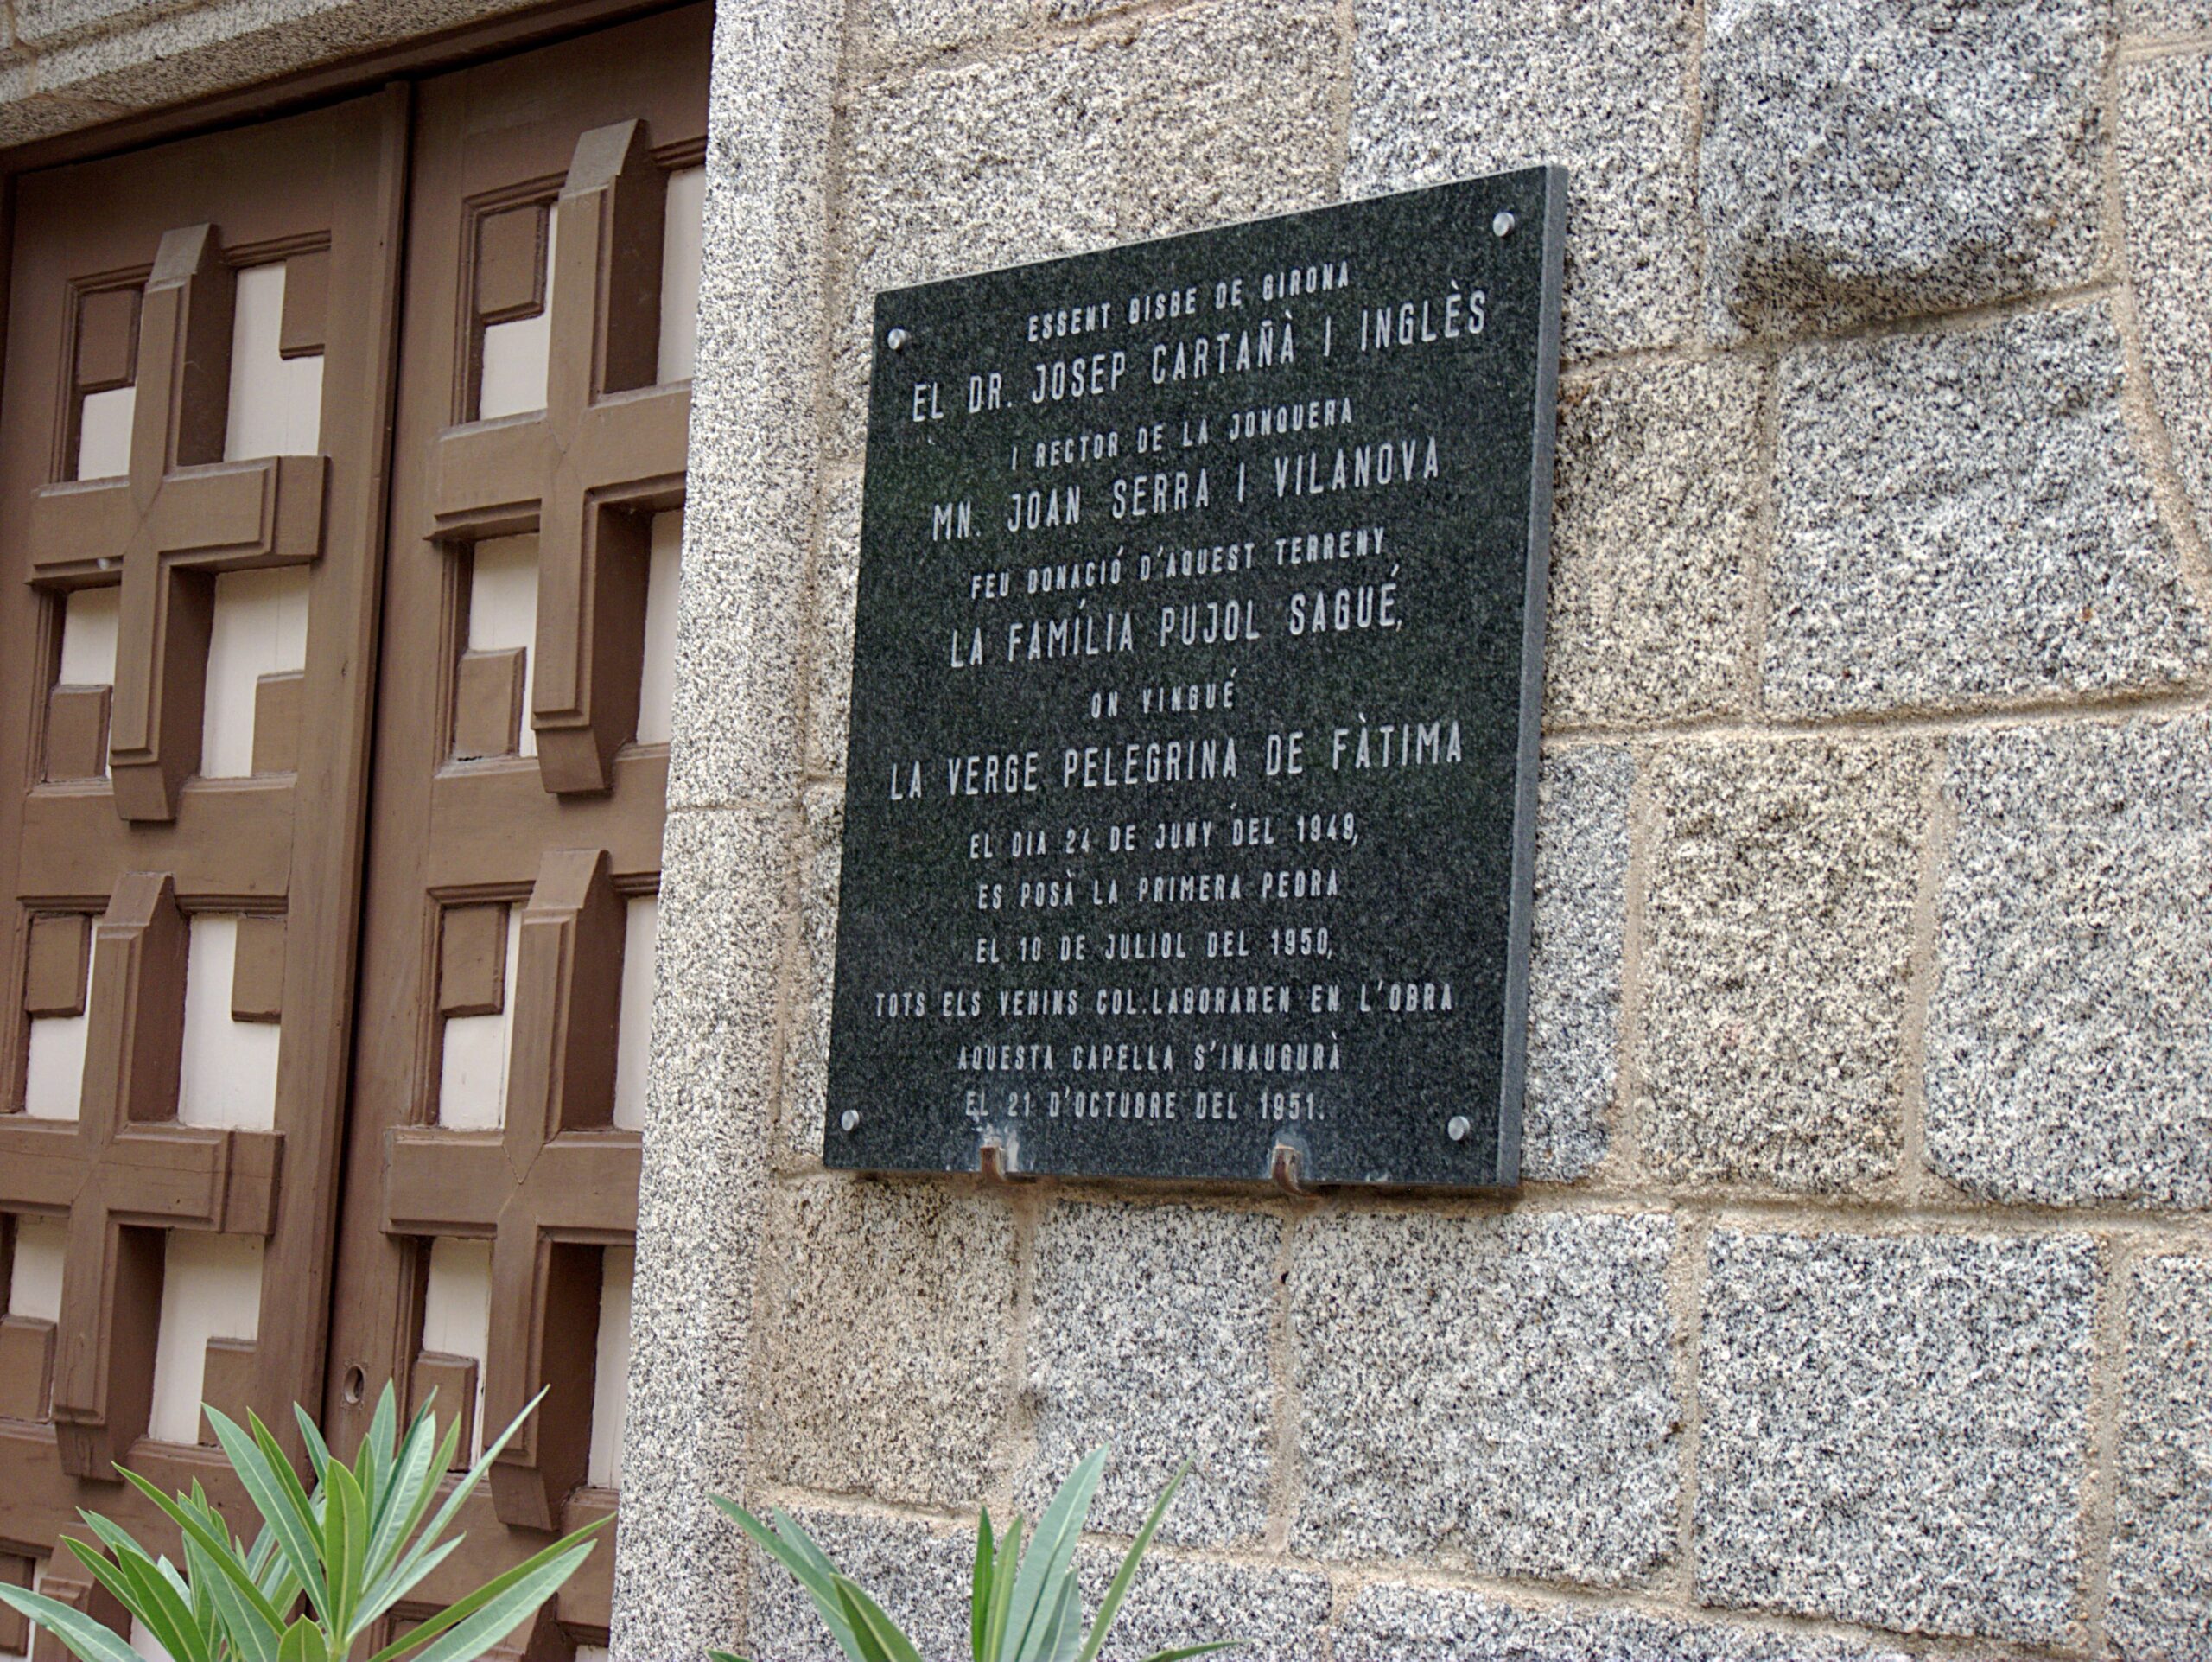 ESSENT BISBE DE GIRONA
EL DR. JOSEP CARTAÑÀ I INGLÈS
I RECTOR DE LA JONQUERA
MN. JOAN SERRA I VILANOVA
FEU DONACIÓ D'AQUEST TERRENY
LA FAMÍLIA PUJOL SAGUÉ,
ON VINGUÉ
LA VERGE PELEGRINA DE FÀTIMA
EL DIA 24 DE JUNY DEL 1949,
ES POSÀ LA PRIMERA PEDRA
EL 10 DE JULIOL DEL 1950,
TOTS ELS VEHINS COL.LABORAREN EN L'OBRA
AQUESTA CAPELLA S'INAUGURÀ
EL 21 D'OCTUBRE DEL 1951.